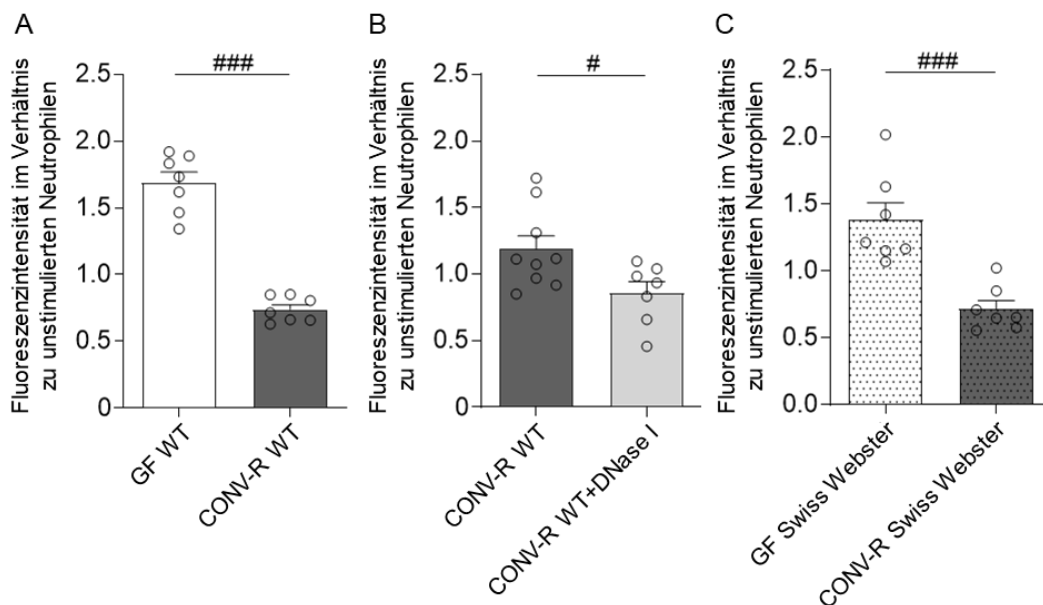 A
###
Fluoreszenzintensität im Verhältnis
zu unstimulierten Neutrophilen
2.5
2.0
1.5
1.0
0.5
0
GF WT
CONV-R WT
B
#
Fluoreszenzintensität im Verhältnis
zu unstimulierten Neutrophilen
2.5
2.0
1.5
1.0
0.5
0
CONV-R WT
CONV-R WT+DNase I
C
###
Fluoreszenzintensität im Verhältnis
zu unstimulierten Neutrophilen
2.5
2.0
1.5
1.0
0.5
0.0
GF Swiss Webster
CONV-R Swiss Webster